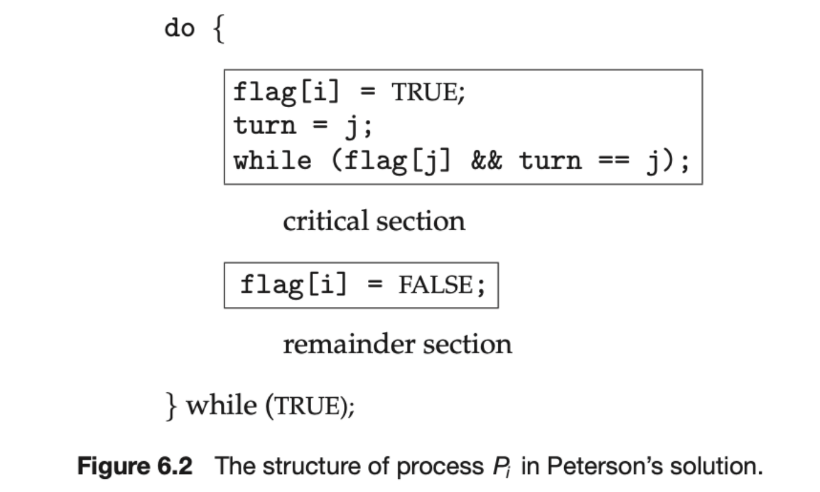 do {
flag[i] = TRUE;
turn = j;
while (flag[j] && turn == j);
critical section
flag[i] = FALSE;
remainder section
} while (TRUE);
Figure 6.2 The structure of process Pi in Peterson's solution.